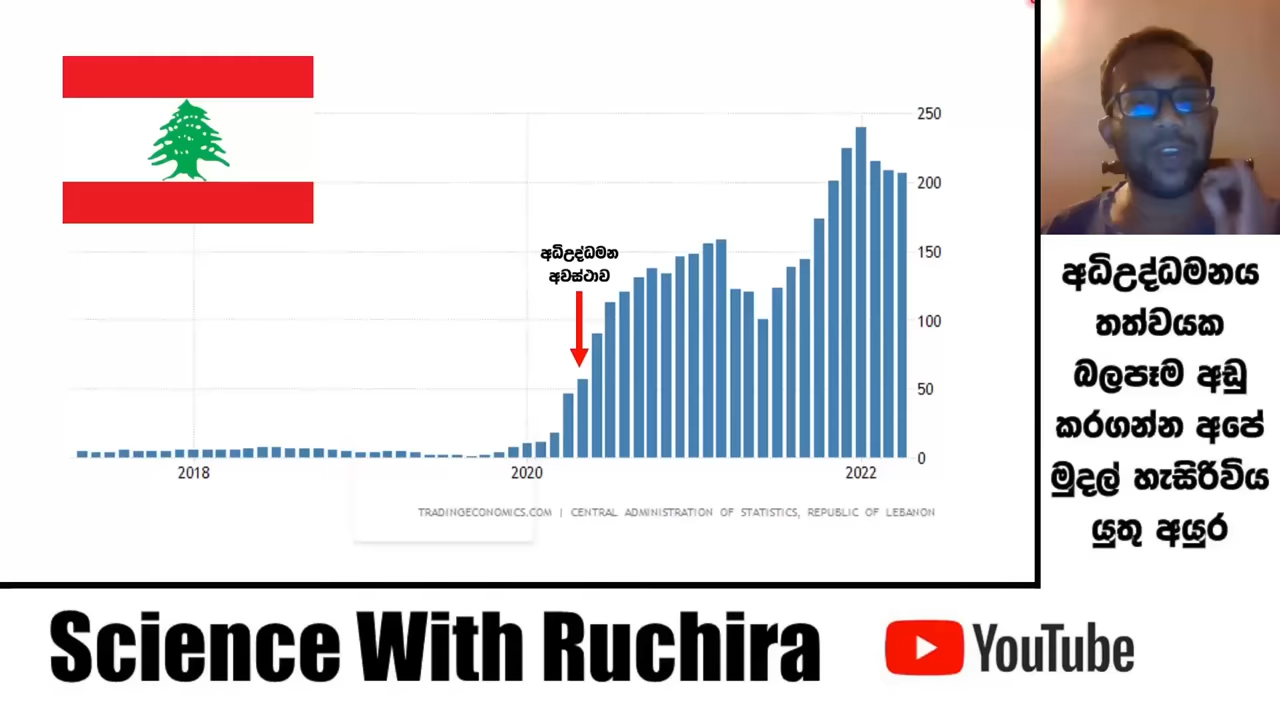 250
200
අධිඋද්ධමන
අවස්ථාව
150
100
50
0
2018
2020
2022
TRADINGECONOMICS.COM | CENTRAL ADMINISTRATION OF STATISTICS, REPUBLIC OF LEBANON
අධිඋද්ධමනය
තත්වයක
බලපෑම අඩු
කරගන්න අපේ
මුදල් හැසිරිවිය
යුතු අයුර
Science With Ruchira
YouTube